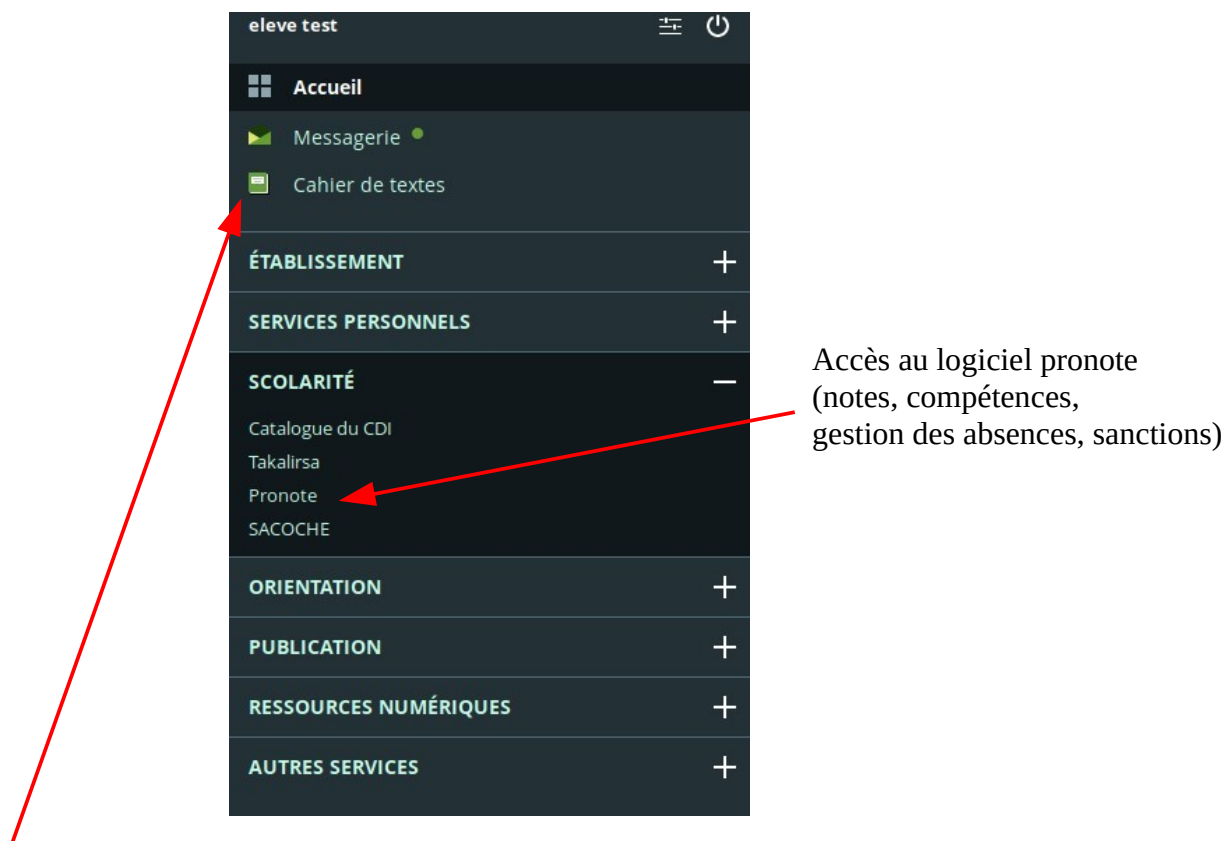 eleve test
Accueil
Messagerie
Cahier de textes
ÉTABLISSEMENT
SERVICES PERSONNELS
SCOLARITÉ
Catalogue du CDI
Takalirsa
Pronote
SACOCHE
ORIENTATION
PUBLICATION
RESSOURCES NUMÉRIQUES
AUTRES SERVICES
Accès au logiciel pronote
(notes, compétences,
gestion des absences, sanctions)